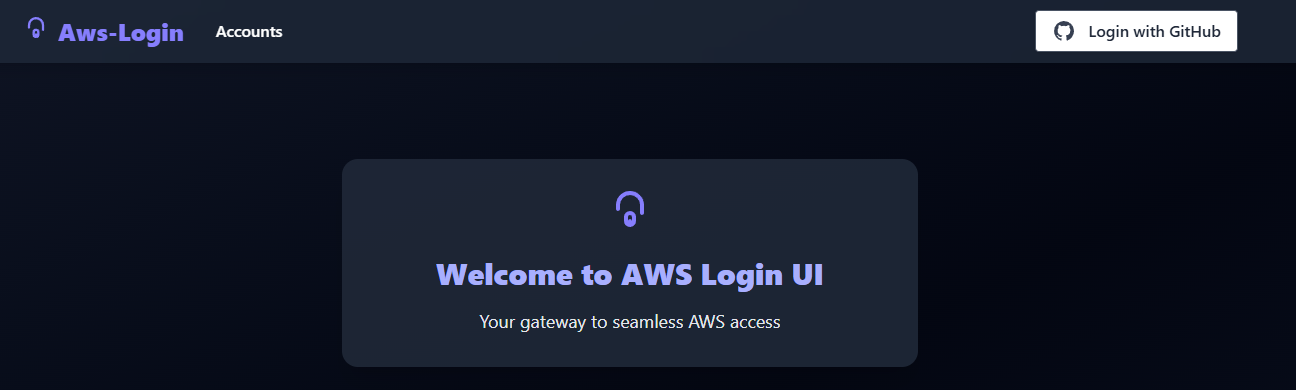 Aws-Login
Accounts
Login with GitHub
Welcome to AWS Login UI
Your gateway to seamless AWS access